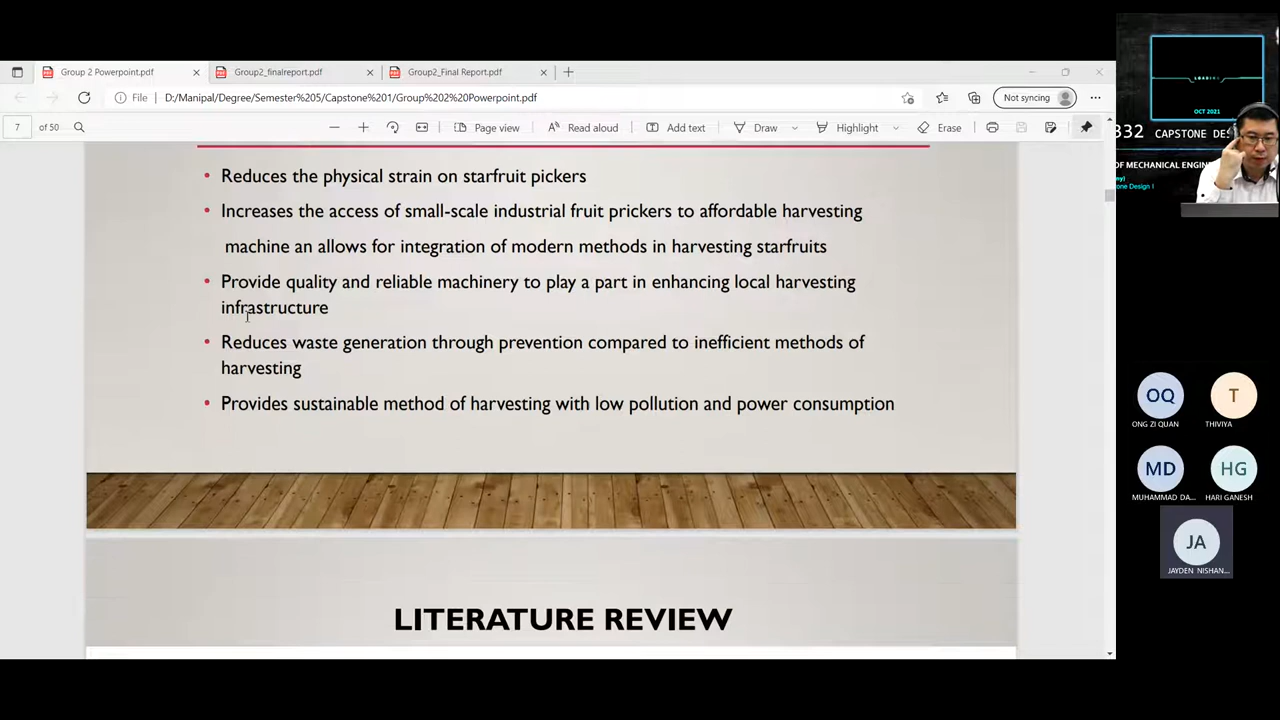 Group 2 Powerpoint.pdf
Group2_finalreport.pdf
Group2_Final Report.pdf
File
D:/Manipal/Degree/Semester%205/Capstone%201/Group%202%20Powerpoint.pdf
Not syncing
7 of 50
Page view
Read aloud
Add text
Draw
Highlight
Erase
• Reduces the physical strain on starfruit pickers
• Increases the access of small-scale industrial fruit prickers to affordable harvesting
machine an allows for integration of modern methods in harvesting starfruits
• Provide quality and reliable machinery to play a part in enhancing local harvesting
infrastructure
• Reduces waste generation through prevention compared to inefficient methods of
harvesting
• Provides sustainable method of harvesting with low pollution and power consumption
LITERATURE REVIEW
LOADING
OCT 2021
332 CAPSTONE DES
OF MECHANICAL ENGINE
tone Design I
OQ
ONG ZI QUAN
T
THIVIYA
MD
MUHAMMAD DA...
HG
HARI GANESH
JA
JAYDEN NISHAN...